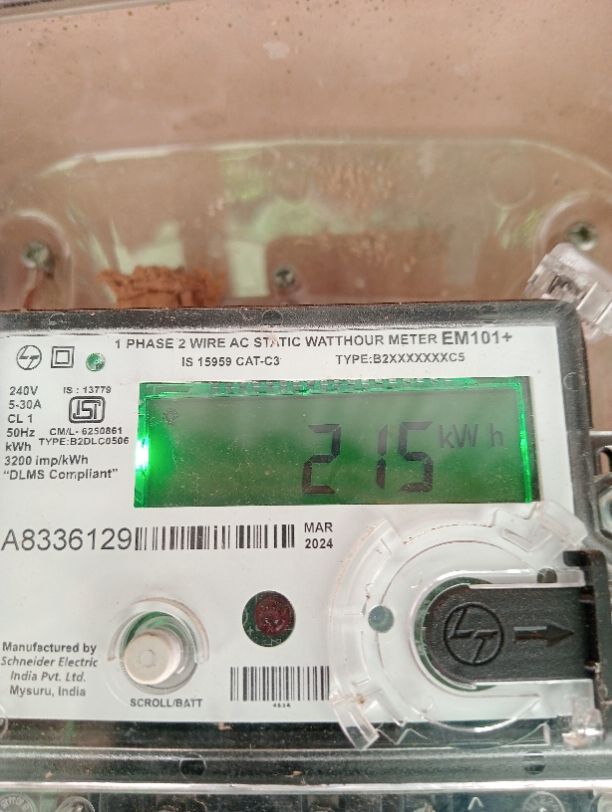 1 PHASE 2 WIRE AC STATIC WATTHOUR METER EM101+
IS 15959 CAT-C3 TYPE:B2XXXXXXXC5
240V
5-30A
CL 1
50Hz
kWh
3200 imp/kWh
"DLMS Compliant"
IS : 13779
ISI
CM/L- 6250861
TYPE:B2DLC0506
215 kWh
A8336129
MAR
2024
LT
Manufactured by
Schneider Electric
India Pvt. Ltd.
Mysuru, India
SCROLL/BATT